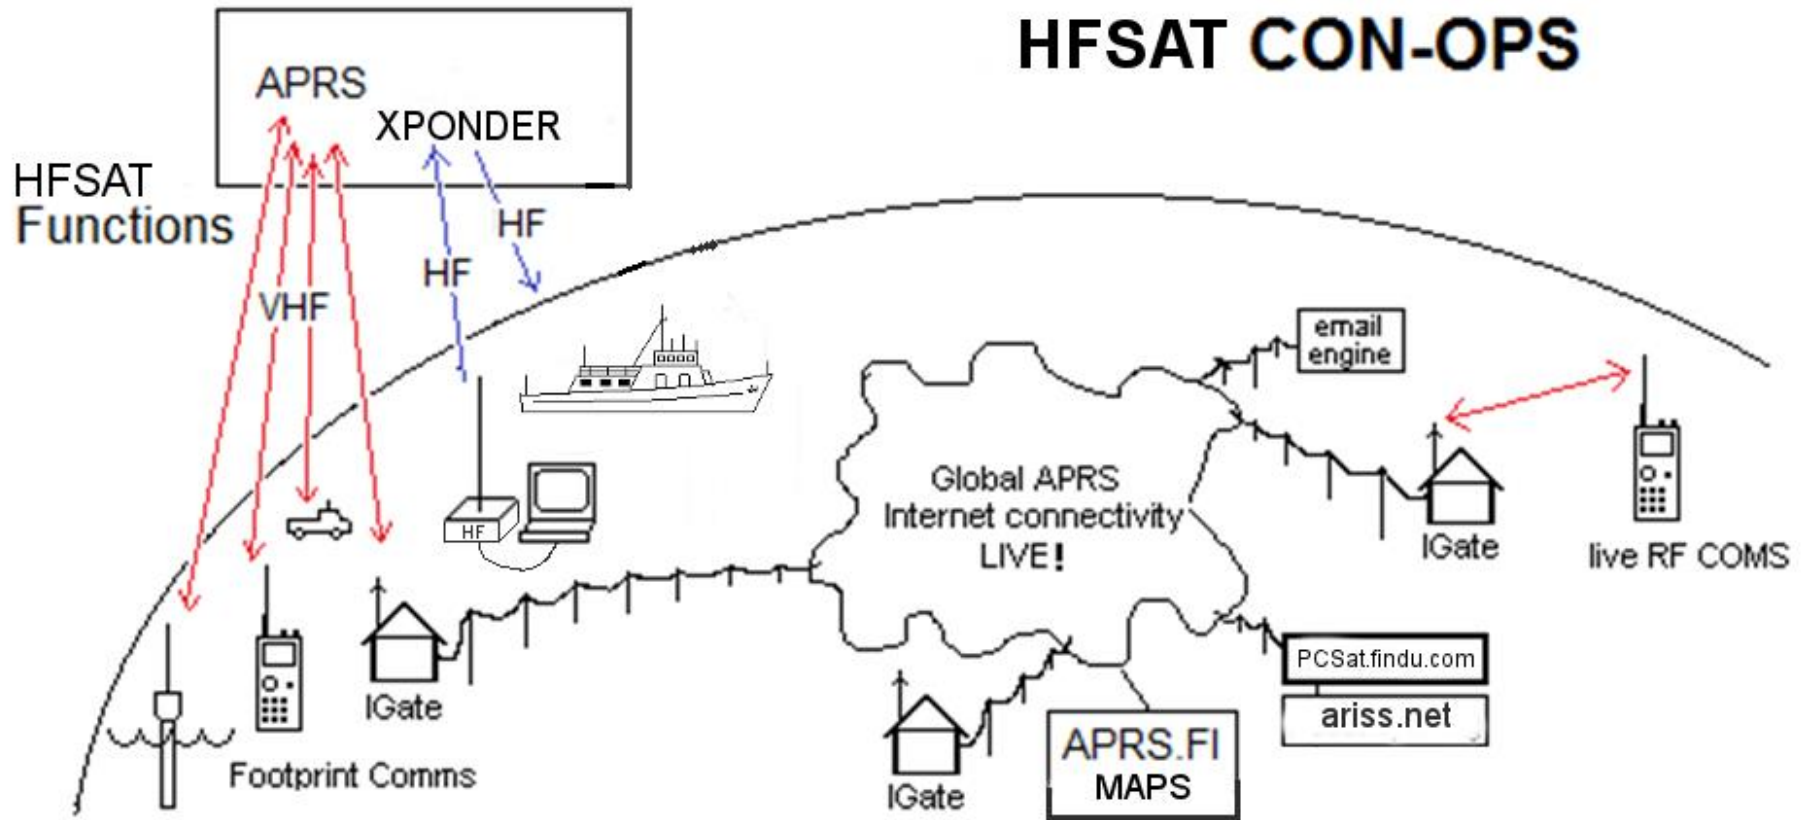 HFSAT CON-OPS
APRS
XPONDER
HFSAT
Functions
HF
HF
VHF
email
engine
Global APRS
Internet connectivity
LIVE!
HF
IGate
live RF COMS
PCSat.findu.com
IGate
ariss.net
APRS.FI
MAPS
Footprint Comms
IGate